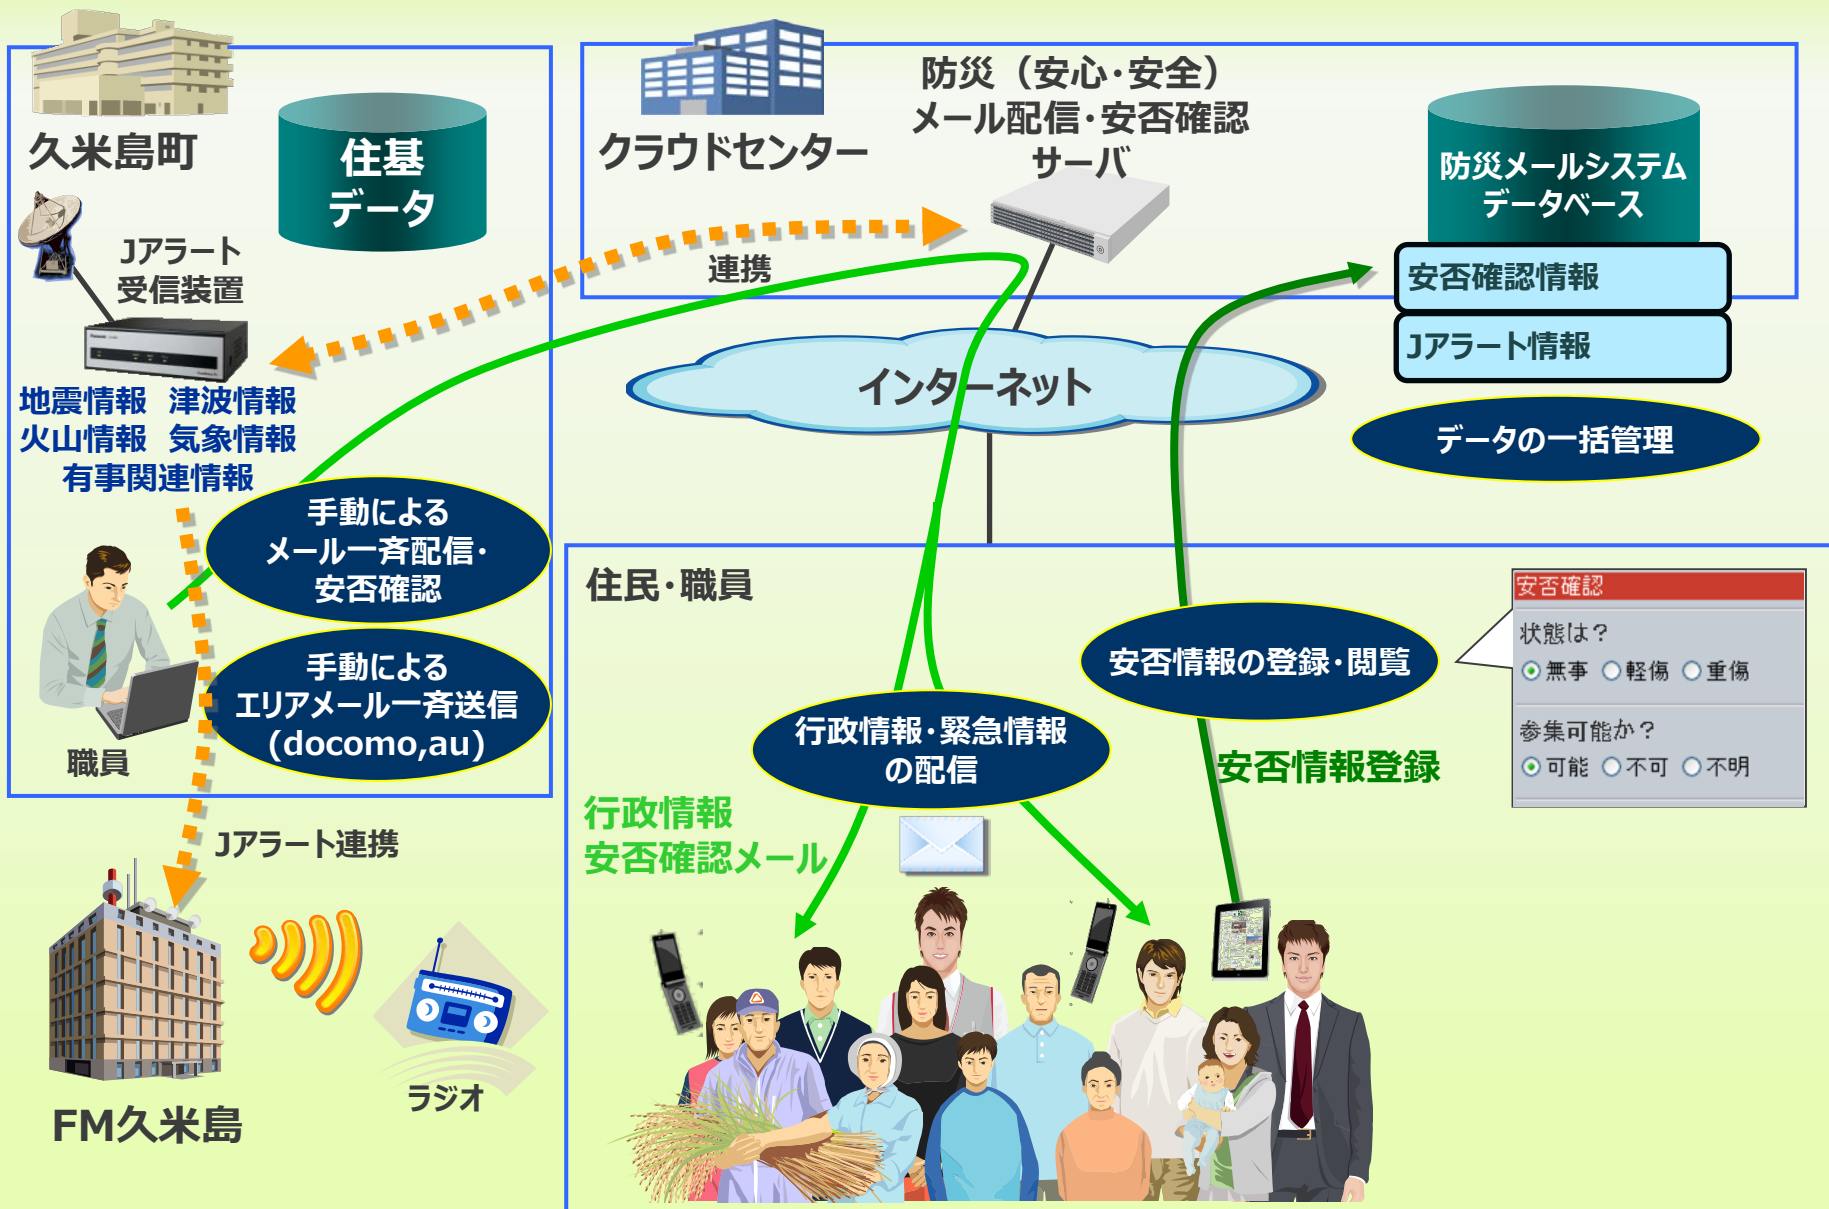 久米島町
住基
データ
Jアラート
受信装置
地震情報 津波情報
火山情報 気象情報
有事関連情報
手動による
メール一斉配信・
安否確認
手動による
エリアメール一斉送信
(docomo,au)
職員
Jアラート連携
FM久米島
ラジオ
クラウドセンター
防災（安心・安全）
メール配信・安否確認
サーバ
連携
防災メールシステム
データベース
安否確認情報
Jアラート情報
データの一括管理
インターネット
住民・職員
安否情報の登録・閲覧
行政情報・緊急情報
の配信
安否情報登録
行政情報
安否確認メール
安否確認
状態は？
無事 軽傷 重傷
参集可能か？
可能 不可 不明